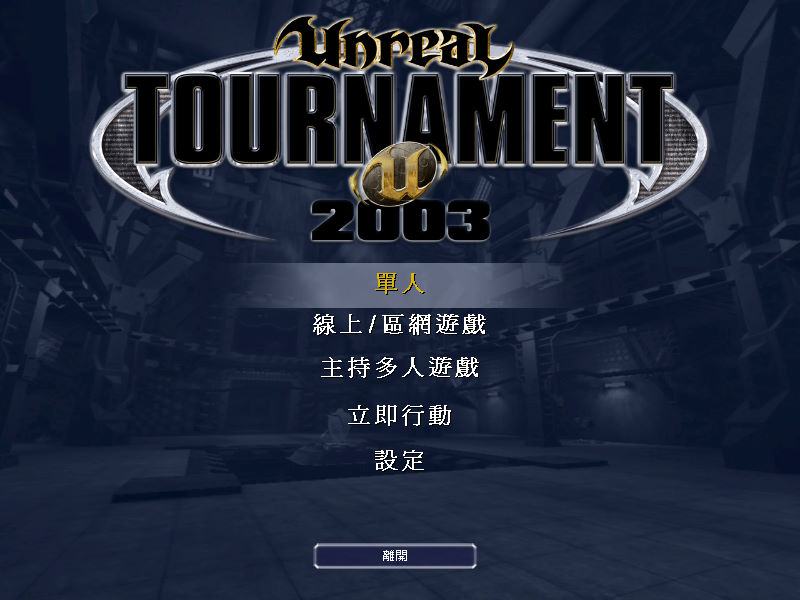 Unreal
TOURNAMENT
U
2003
單人
線上/區網遊戲
主持多人遊戲
立即行動
設定
離開